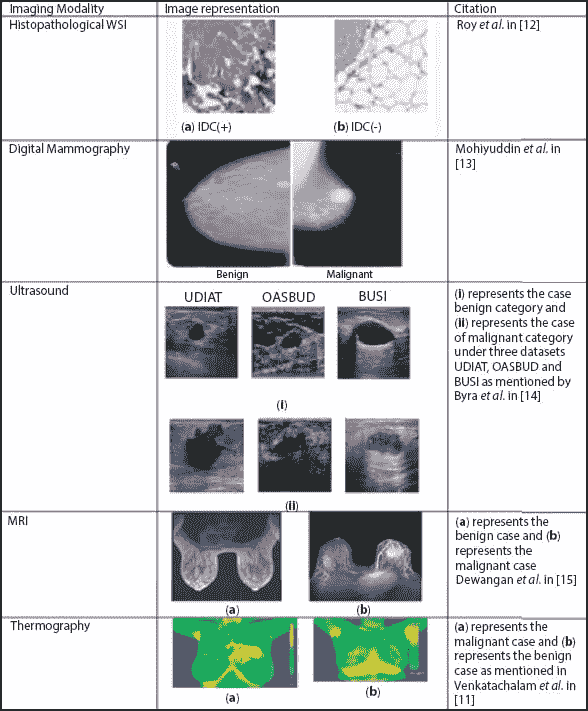 Imaging Modality Image representation Citation
Histopathological WSI
Roy et al. in [12]
(a) IDC(+) (b) IDC(-)
Digital Mammography
Mohiyuddin et al. in
[13]
Benign Malignant
Ultrasound
UDIAT OASBUD BUSI
(i)
(ii)
(i) represents the case
benign category and
(ii) represents the case
of malignant category
under three datasets
UDIAT, OASBUD and
BUSI as mentioned by
Byra et al. in [14]
MRI
(a) (b)
(a) represents the
benign case and (b)
represents the
malignant case
Dewangan et al. in [15]
Thermography
(a) (b)
(a) represents the
malignant case and (b)
represents the benign
case as mentioned in
Venkatachalam et al. in
[11]